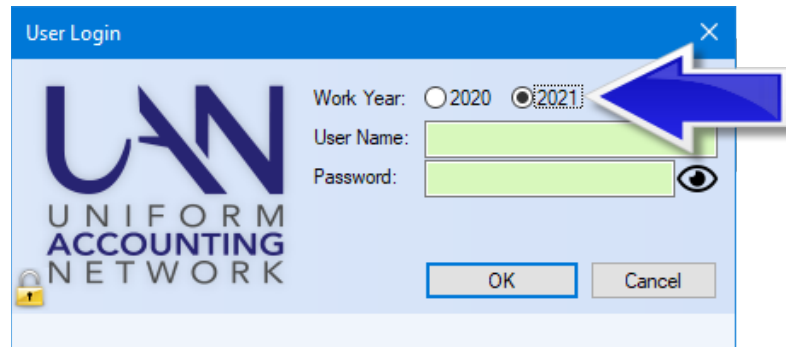 User Login
Work Year: 2020 2021
User Name:
Password:
UAN
UNIFORM
ACCOUNTING
NETWORK
OK Cancel